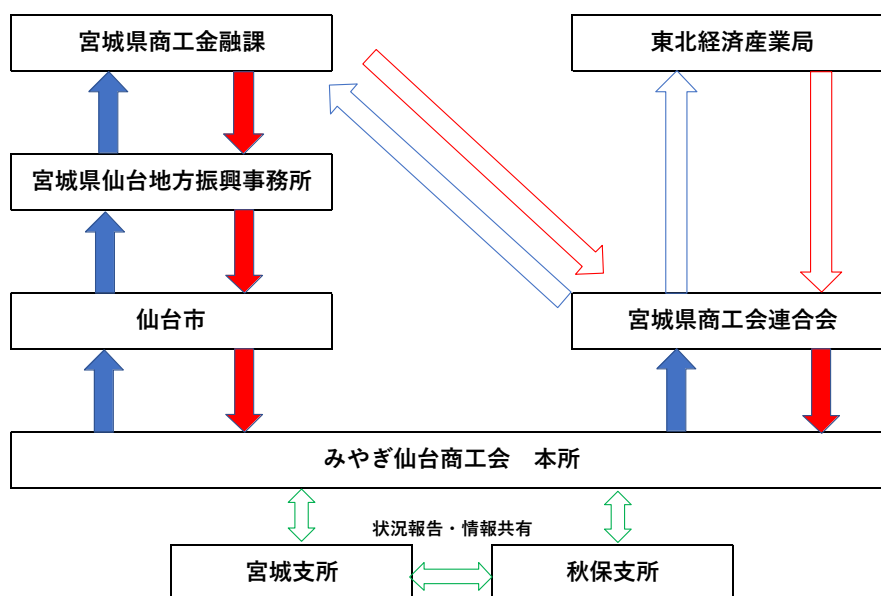 宮城県商工金融課
東北経済産業局
宮城県仙台地方振興事務所
仙台市
宮城県商工会連合会
みやぎ仙台商工会　本所
状況報告・情報共有
宮城支所
秋保支所